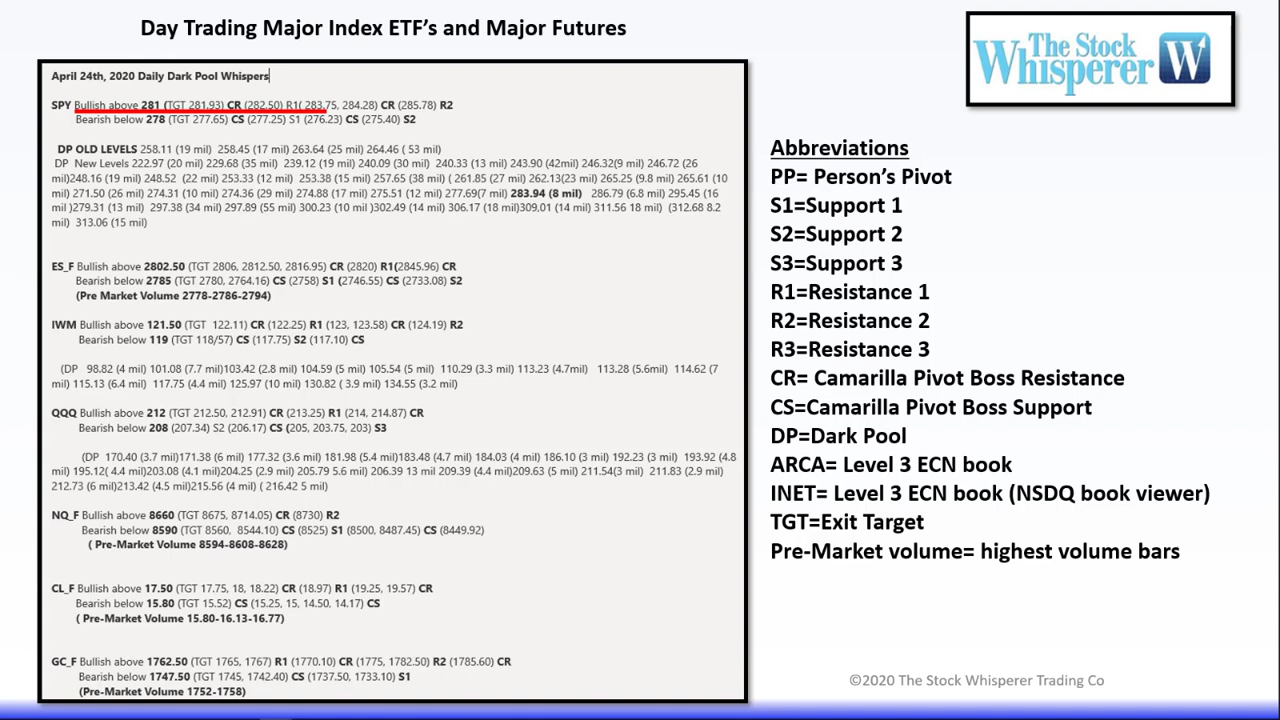 Day Trading Major Index ETF's and Major Futures
The Stock
Whisperer
W
April 24th, 2020 Daily Dark Pool Whispers
SPY Bullish above 281 (TGT 281.93) CR (282.50) R1( 283.75, 284.28) CR (285.78) R2
Bearish below 278 (TGT 277.65) CS (277.25) S1 (276.23) CS (275.40) S2
DP OLD LEVELS 258.11 (19 mil) 258.45 (17 mil) 263.64 (25 mil) 264.46 ( 53 mil)
DP New Levels 222.97 (20 mil) 229.68 (35 mil) 239.12 (19 mil) 240.09 (30 mil) 240.33 (13 mil) 243.90 (42mil) 246.32(9 mil) 246.72 (26
mil)248.16 (19 mil) 248.52 (22 mil) 253.33 (12 mil) 253.38 (15 mil) 257.65 (38 mil) ( 261.85 (27 mil) 262.13(23 mil) 265.25 (9.8 mil) 265.61 (10
mil) 271.50 (26 mil) 274.31 (10 mil) 274.36 (29 mil) 274.88 (17 mil) 275.51 (12 mil) 277.69(7 mil) 283.94 (8 mil) 286.79 (6.8 mil) 295.45 (16
mil )279.31 (13 mil) 297.38 (34 mil) 297.89 (55 mil) 300.23 (10 mil )302.49 (14 mil) 306.17 (18 mil)309.01 (14 mil) 311.56 18 mil) (312.68 8.2
mil) 313.06 (15 mil)
ES_F Bullish above 2802.50 (TGT 2806, 2812.50, 2816.95) CR (2820) R1(2845.96) CR
Bearish below 2785 (TGT 2780, 2764.16) CS (2758) S1 (2746.55) CS (2733.08) S2
(Pre Market Volume 2778-2786-2794)
IWM Bullish above 121.50 (TGT 122.11) CR (122.25) R1 (123, 123.58) CR (124.19) R2
Bearish below 119 (TGT 118/57) CS (117.75) S2 (117.10) CS
(DP 98.82 (4 mil) 101.08 (7.7 mil)103.42 (2.8 mil) 104.59 (5 mil) 105.54 (5 mil) 110.29 (3.3 mil) 113.23 (4.7mil) 113.28 (5.6mil) 114.62 (7
mil) 115.13 (6.4 mil) 117.75 (4.4 mil) 125.97 (10 mil) 130.82 ( 3.9 mil) 134.55 (3.2 mil)
QQQ Bullish above 212 (TGT 212.50, 212.91) CR (213.25) R1 (214, 214.87) CR
Bearish below 208 (207.34) S2 (206.17) CS (205, 203.75, 203) S3
(DP 170.40 (3.7 mil)171.38 (6 mil) 177.32 (3.6 mil) 181.98 (5.4 mil)183.48 (4.7 mil) 184.03 (4 mil) 186.10 (3 mil) 192.23 (3 mil) 193.92 (4.8
mil) 195.12( 4.4 mil)203.08 (4.1 mil)204.25 (2.9 mil) 205.79 5.6 mil) 206.39 13 mil 209.39 (4.4 mil)209.63 (5 mil) 211.54(3 mil) 211.83 (2.9 mil)
212.73 (6 mil)213.42 (4.5 mil)215.56 (4 mil) ( 216.42 5 mil)
NQ_F Bullish above 8660 (TGT 8675, 8714.05) CR (8730) R2
Bearish below 8590 (TGT 8560, 8544.10) CS (8525) S1 (8500, 8487.45) CS (8449.92)
( Pre-Market Volume 8594-8608-8628)
CL_F Bullish above 17.50 (TGT 17.75, 18, 18.22) CR (18.97) R1 (19.25, 19.57) CR
Bearish below 15.80 (TGT 15.52) CS (15.25, 15, 14.50, 14.17) CS
( Pre-Market Volume 15.80-16.13-16.77)
GC_F Bullish above 1762.50 (TGT 1765, 1767) R1 (1770.10) CR (1775, 1782.50) R2 (1785.60) CR
Bearish below 1747.50 (TGT 1745, 1742.40) CS (1737.50, 1733.10) S1
(Pre-Market Volume 1752-1758)
Abbreviations
PP= Person's Pivot
S1=Support 1
S2=Support 2
S3=Support 3
R1=Resistance 1
R2=Resistance 2
R3=Resistance 3
CR= Camarilla Pivot Boss Resistance
CS=Camarilla Pivot Boss Support
DP=Dark Pool
ARCA= Level 3 ECN book
INET= Level 3 ECN book (NSDQ book viewer)
TGT=Exit Target
Pre-Market volume= highest volume bars
©2020 The Stock Whisperer Trading Co